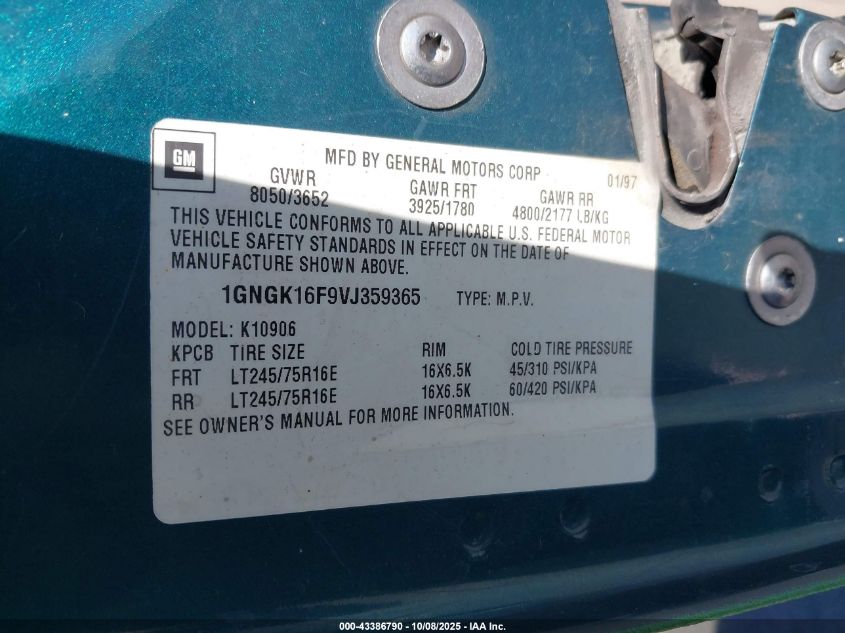 GM
MFD BY GENERAL MOTORS CORP 01/97
GVWR GAWR FRT GAWR RR
8050/3652 3925/1780 4800/2177 LB/KG
THIS VEHICLE CONFORMS TO ALL APPLICABLE U.S. FEDERAL MOTOR
VEHICLE SAFETY STANDARDS IN EFFECT ON THE DATE OF
MANUFACTURE SHOWN ABOVE.
1GNGK16F9VJ359365 TYPE: M.P.V.
MODEL: K10906
KPCB TIRE SIZE RIM COLD TIRE PRESSURE
FRT LT245/75R16E 16X6.5K 45/310 PSI/KPA
RR LT245/75R16E 16X6.5K 60/420 PSI/KPA
SEE OWNER'S MANUAL FOR MORE INFORMATION.
000-43386790 - 10/08/2025 - IAA Inc.